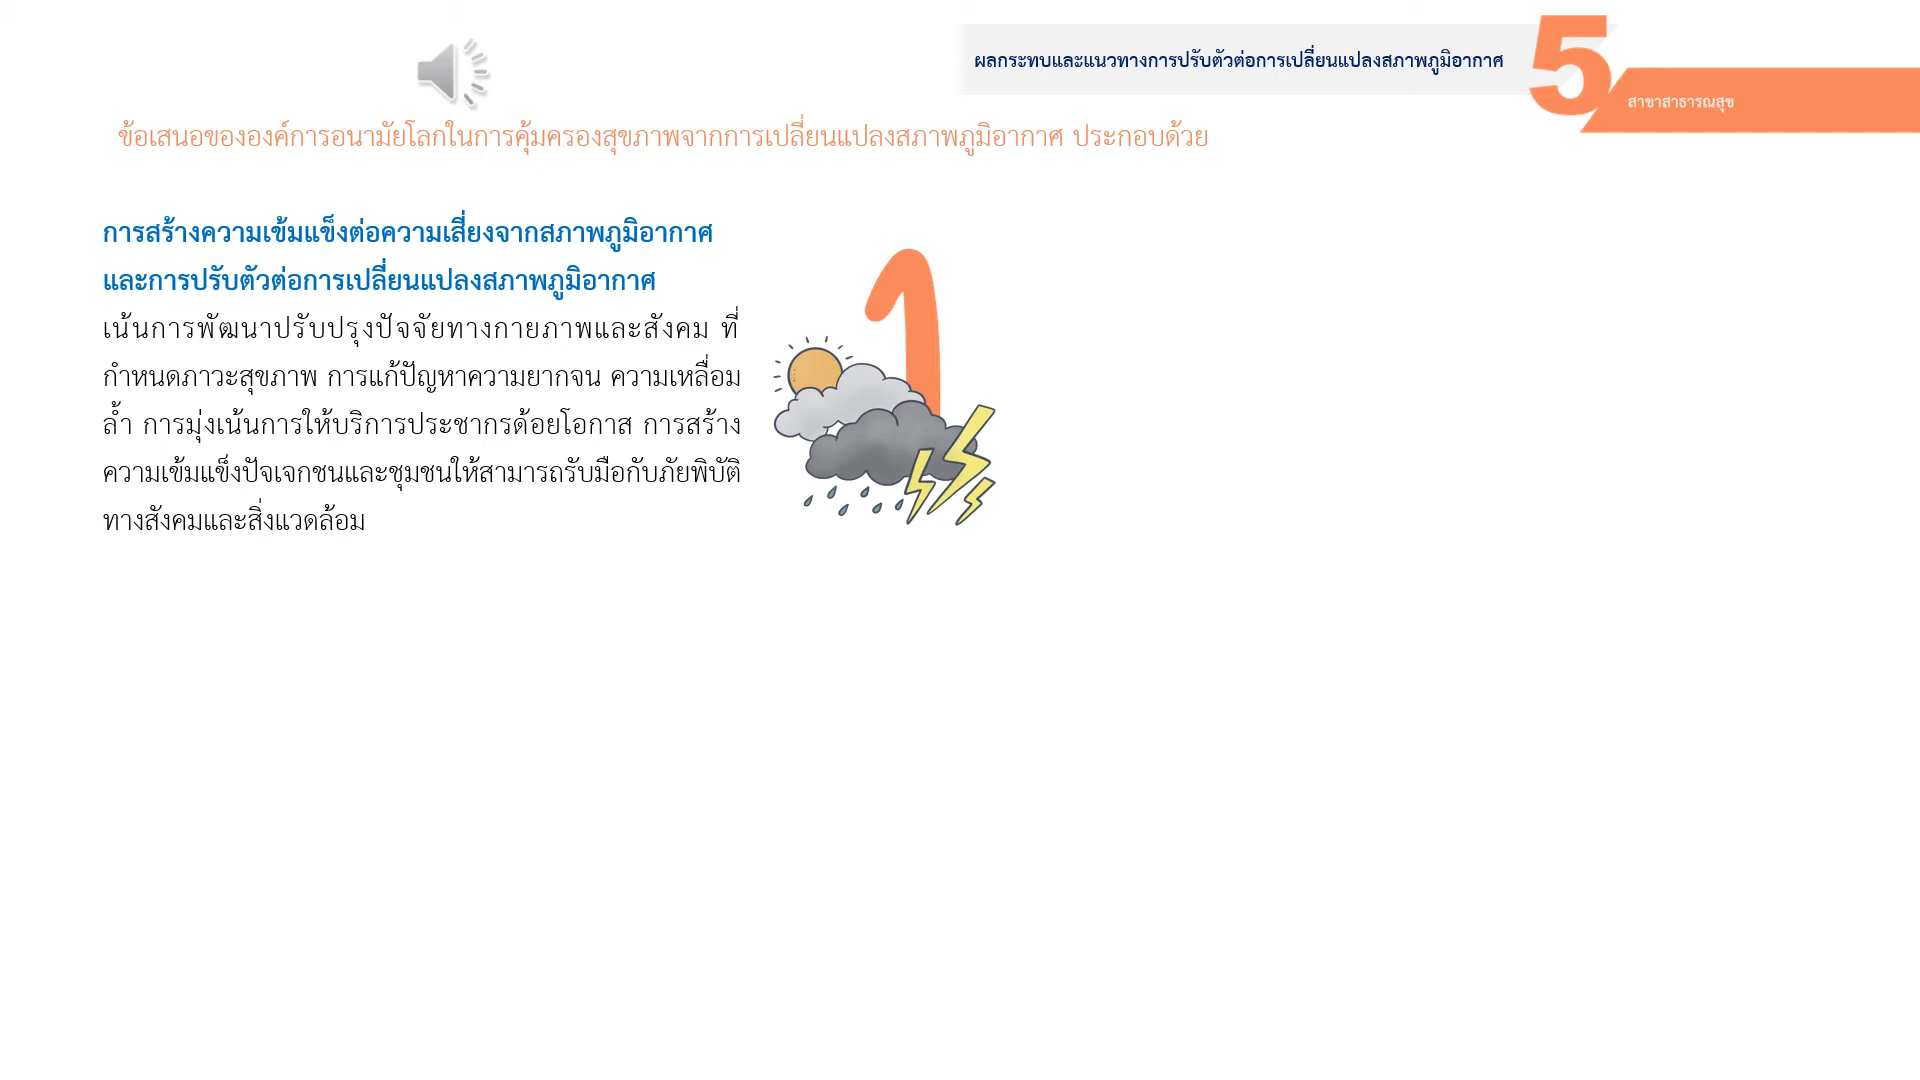 ผลกระทบและแนวทางการปรับตัวต่อการเปลี่ยนแปลงสภาพภูมิอากาศ
5
สาขาสาธารณสุข
ข้อเสนอขององค์การอนามัยโลกในการคุ้มครองสุขภาพจากการเปลี่ยนแปลงสภาพภูมิอากาศ ประกอบด้วย
การสร้างความเข้มแข็งต่อความเสี่ยงจากสภาพภูมิอากาศ
และการปรับตัวต่อการเปลี่ยนแปลงสภาพภูมิอากาศ
เน้นการพัฒนาปรับปรุงปัจจัยทางกายภาพและสังคม ที่
กำหนดภาวะสุขภาพ การแก้ปัญหาความยากจน ความเหลื่อม
ล้ำ การมุ่งเน้นการให้บริการประชากรด้อยโอกาส การสร้าง
ความเข้มแข็งปัจเจกชนและชุมชนให้สามารถรับมือกับภัยพิบัติ
ทางสังคมและสิ่งแวดล้อม
1